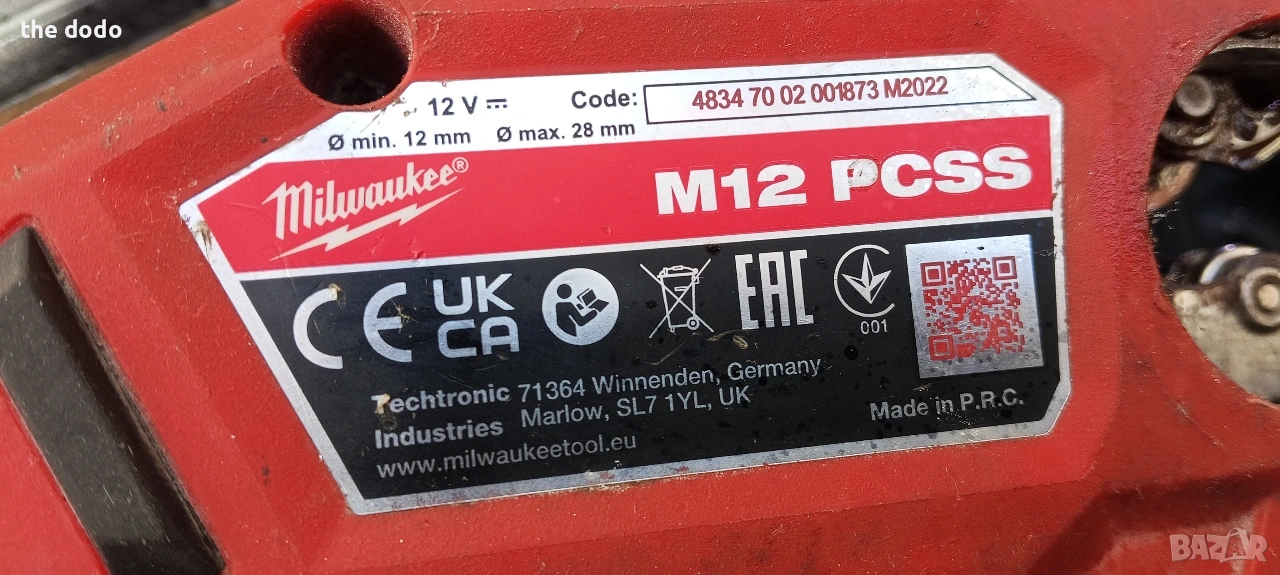 the dodo
12 V Code: 4834 70 02 001873 M2022
Ø min. 12 mm Ø max. 28 mm
Milwaukee®
M12 PCSS
CE UK CA EAC
001
Techtronic Industries
71364 Winnenden, Germany
Marlow, SL7 1YL, UK
www.milwaukeetool.eu
Made in P.R.C.
BAZAR